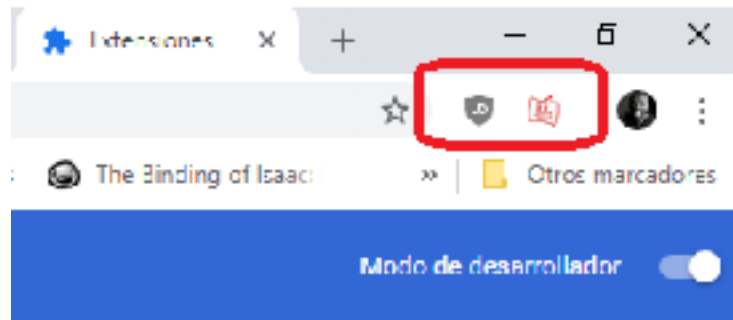 Extensiones
The Binding of Isaac:
» Otros marcadores
Modo de desarrollador